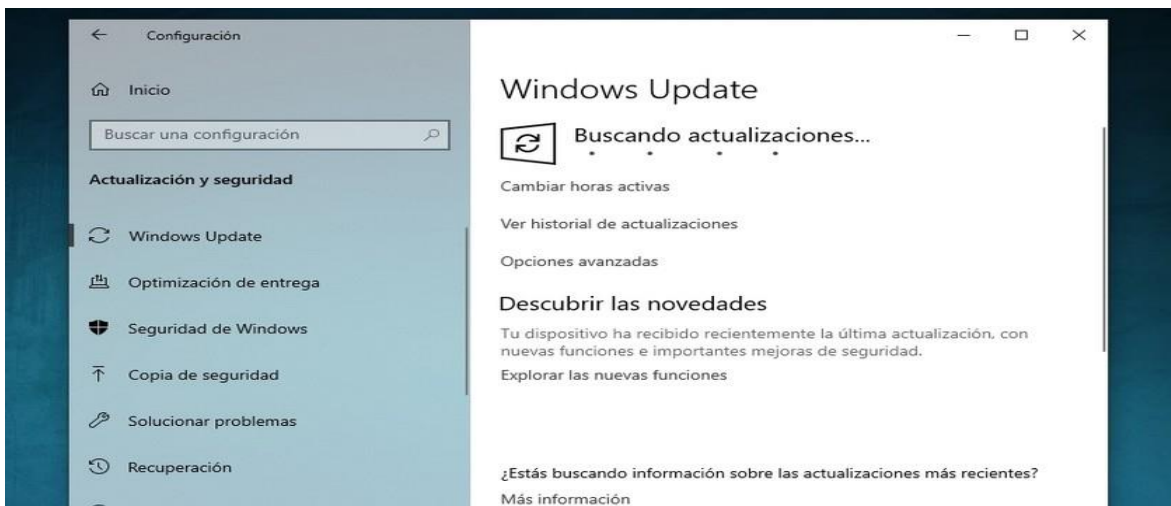 Configuración
Inicio
Buscar una configuración
Actualización y seguridad
Windows Update
Optimización de entrega
Seguridad de Windows
Copia de seguridad
Solucionar problemas
Recuperación
Windows Update
Buscando actualizaciones...
Cambiar horas activas
Ver historial de actualizaciones
Opciones avanzadas
Descubrir las novedades
Tu dispositivo ha recibido recientemente la última actualización, con
nuevas funciones e importantes mejoras de seguridad.
Explorar las nuevas funciones
¿Estás buscando información sobre las actualizaciones más recientes?
Más información